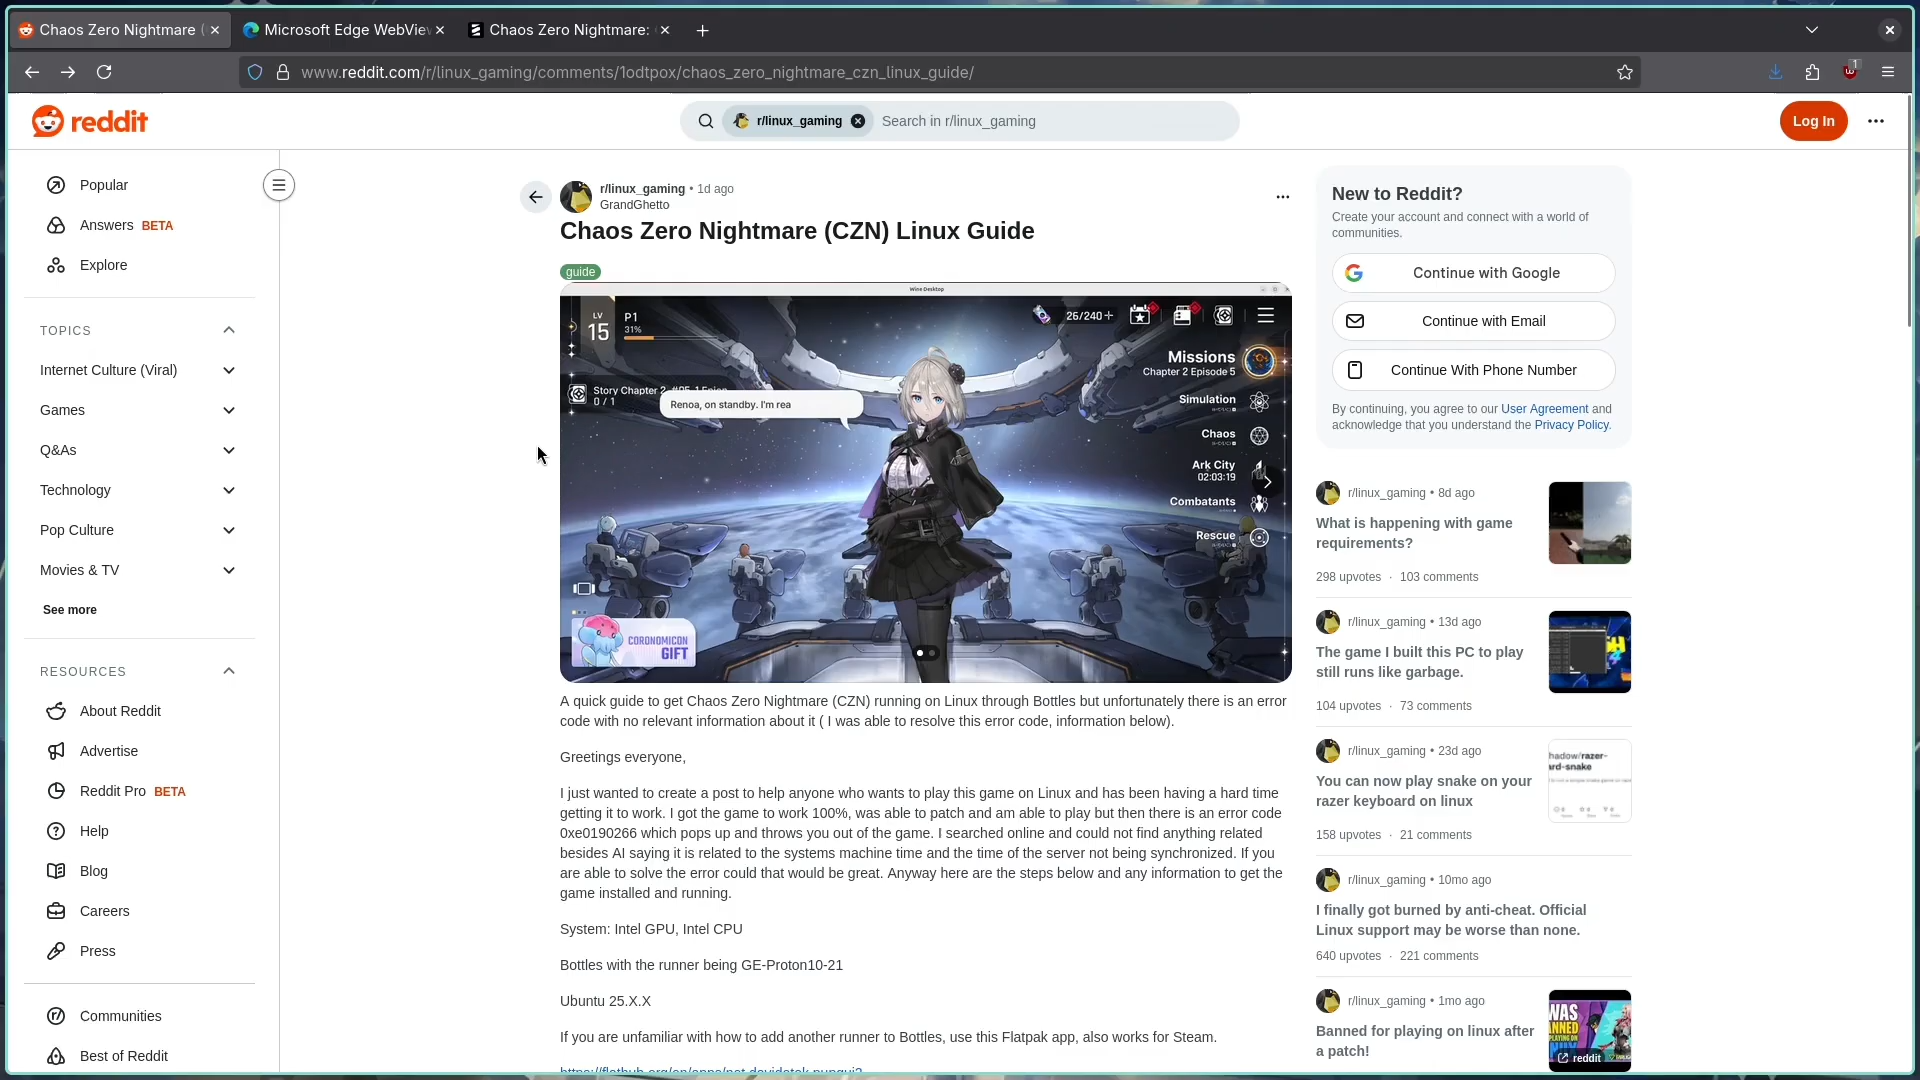 Chaos Zero Nightmare (
Microsoft Edge WebView
Chaos Zero Nightmare:
www.reddit.com/r/linux_gaming/comments/1odtpox/chaos_zero_nightmare_czn_linux_guide/
1
reddit
r/linux_gaming
Search in r/linux_gaming
Log In
Popular
Answers BETA
Explore
TOPICS
Internet Culture (Viral)
Games
Q&As
Technology
Pop Culture
Movies & TV
See more
RESOURCES
About Reddit
Advertise
Reddit Pro BETA
Help
Blog
Careers
Press
Communities
Best of Reddit
r/linux_gaming • 1d ago
GrandGhetto
Chaos Zero Nightmare (CZN) Linux Guide
guide
Wine Desktop
LV
15
P1
31%
26/240+
Missions
Chapter 2 Episode 5
Story Chapter 2
0 / 1
Renoa, on standby. I'm rea
Simulation
Chaos
Ark City
02:03:19
Combatants
Rescue
CORONOMICON
GIFT
A quick guide to get Chaos Zero Nightmare (CZN) running on Linux through Bottles but unfortunately there is an error
code with no relevant information about it ( I was able to resolve this error code, information below).
Greetings everyone,
I just wanted to create a post to help anyone who wants to play this game on Linux and has been having a hard time
getting it to work. I got the game to work 100%, was able to patch and am able to play but then there is an error code
0xe0190266 which pops up and throws you out of the game. I searched online and could not find anything related
besides AI saying it is related to the systems machine time and the time of the server not being synchronized. If you
are able to solve the error could that would be great. Anyway here are the steps below and any information to get the
game installed and running.
System: Intel GPU, Intel CPU
Bottles with the runner being GE-Proton10-21
Ubuntu 25.X.X
If you are unfamiliar with how to add another runner to Bottles, use this Flatpak app, also works for Steam.
New to Reddit?
Create your account and connect with a world of
communities.
Continue with Google
Continue with Email
Continue With Phone Number
By continuing, you agree to our User Agreement and
acknowledge that you understand the Privacy Policy.
r/linux_gaming • 8d ago
What is happening with game
requirements?
298 upvotes · 103 comments
r/linux_gaming • 13d ago
The game I built this PC to play
still runs like garbage.
104 upvotes · 73 comments
r/linux_gaming • 23d ago
You can now play snake on your
razer keyboard on linux
158 upvotes · 21 comments
hadow/razer-
ard-snake
r/linux_gaming • 10mo ago
I finally got burned by anti-cheat. Official
Linux support may be worse than none.
640 upvotes · 221 comments
r/linux_gaming • 1mo ago
Banned for playing on linux after
a patch!
WAS
reddit